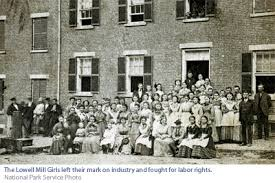 The Lowell Mill Girls left their mark on industry and fought for labor rights.
National Park Service Photo